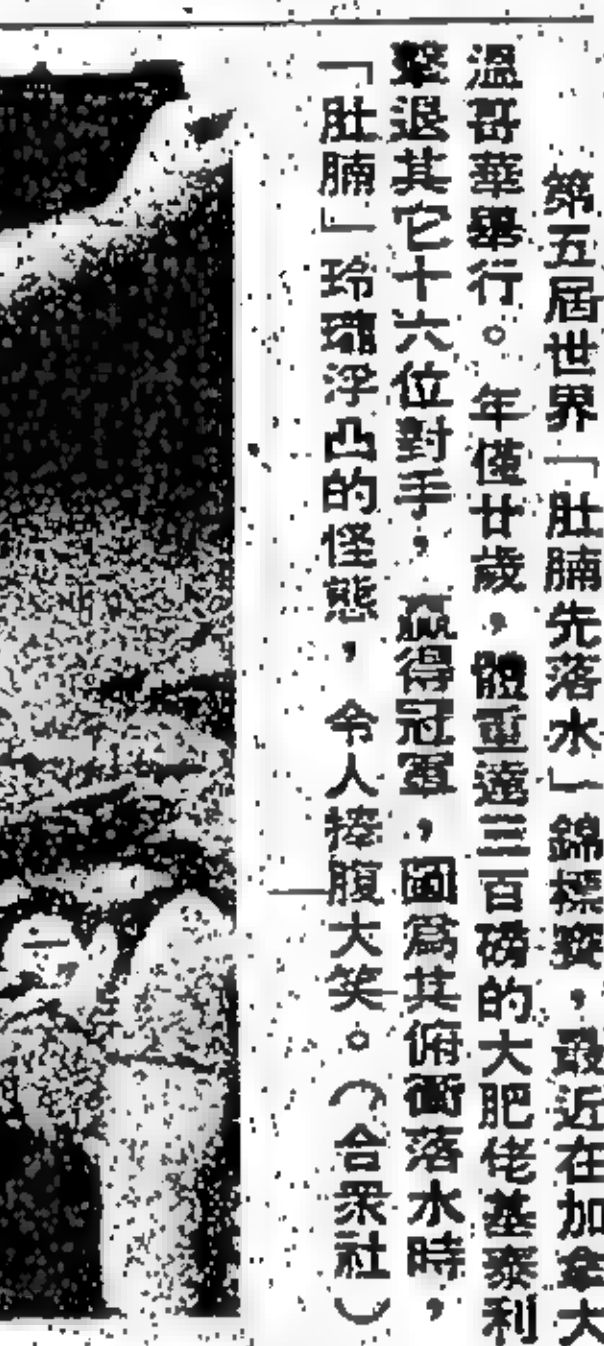 第五屆世界「肚腩先落水」錦標賽，最近在加拿大
溫哥華舉行。年僅廿歲，體重達三百磅的大肥佬基泰利
擊退其它十六位對手，贏得冠軍，圖爲其俯衝落水時，
「肚腩」玲瓏浮凸的怪態，令人捧腹大笑。（合眾社）